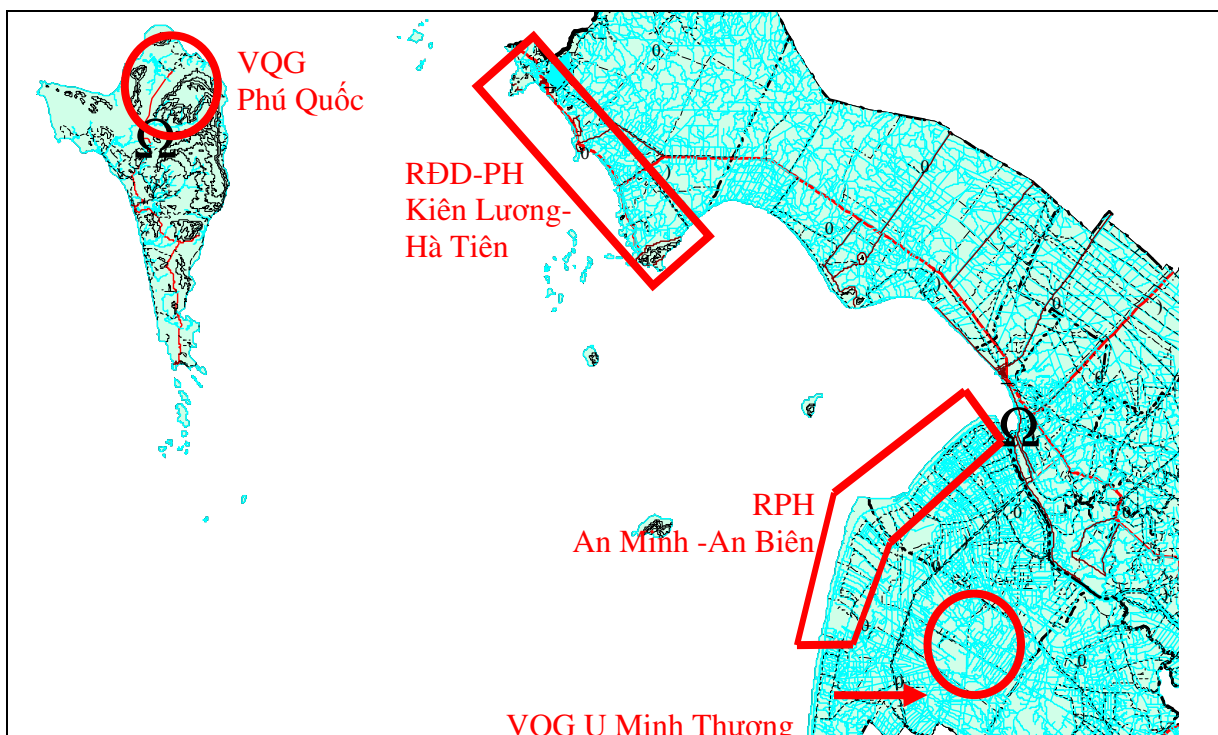 VQG
Phú Quốc
RĐD-PH
Kiên Lương-
Hà Tiên
RPH
An Minh -An Biên
VQG U Minh Thượng